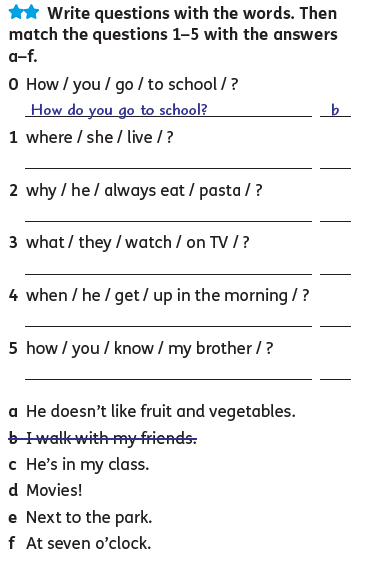 Write questions with the words. Then
match the questions 1–5 with the answers
a–f.
0 How / you / go / to school / ?
How do you go to school? b
1 where / she / live / ?
2 why / he / always eat / pasta / ?
3 what / they / watch / on TV / ?
4 when / he / get / up in the morning / ?
5 how / you / know / my brother / ?
a He doesn't like fruit and vegetables.
b I walk with my friends.
c He's in my class.
d Movies!
e Next to the park.
f At seven o'clock.